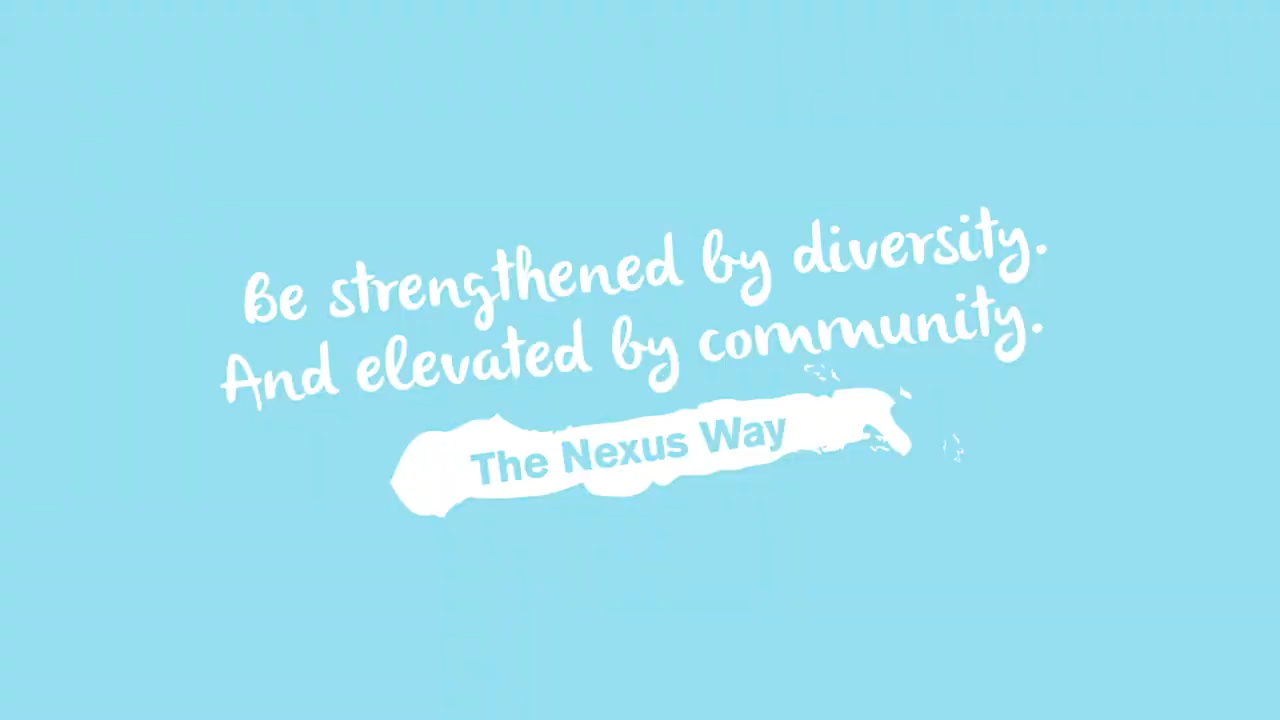 Be strengthened by diversity.
And elevated by community.
The Nexus Way